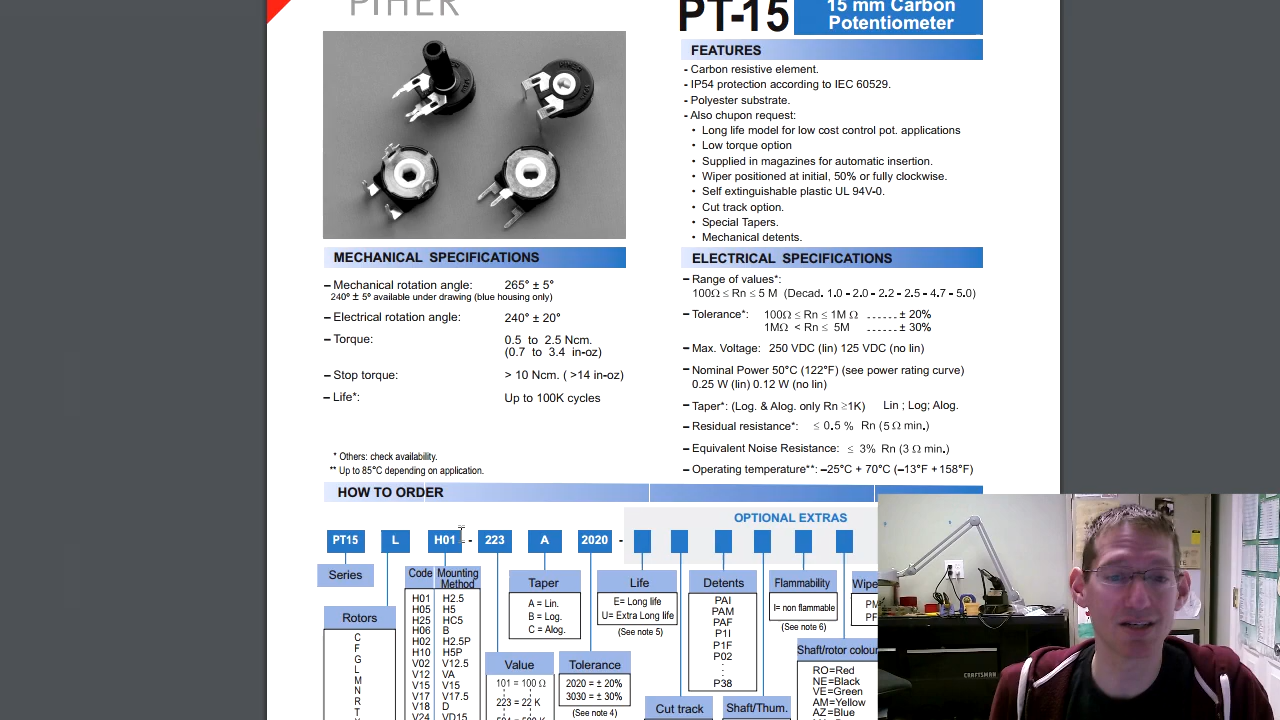 PIHER
PT-15
15 mm Carbon
Potentiometer
FEATURES
- Carbon resistive element.
- IP54 protection according to IEC 60529.
- Polyester substrate.
- Also chupon request:
• Long life model for low cost control pot. applications
• Low torque option
• Supplied in magazines for automatic insertion.
• Wiper positioned at initial, 50% or fully clockwise.
• Self extinguishable plastic UL 94V-0.
• Cut track option.
• Special Tapers.
• Mechanical detents.
MECHANICAL SPECIFICATIONS
– Mechanical rotation angle: 265° ± 5°
240° ± 5° available under drawing (blue housing only)
– Electrical rotation angle: 240° ± 20°
– Torque: 0.5 to 2.5 Ncm.
(0.7 to 3.4 in-oz)
– Stop torque: > 10 Ncm. ( >14 in-oz)
– Life*: Up to 100K cycles
* Others: check availability.
** Up to 85°C depending on application.
ELECTRICAL SPECIFICATIONS
– Range of values*:
100Ω ≤ Rn ≤ 5 M (Decad. 1.0 - 2.0 - 2.2 - 2.5 - 4.7 - 5.0)
– Tolerance*: 100Ω ≤ Rn ≤ 1M Ω ------ ± 20%
1MΩ < Rn ≤ 5M ------ ± 30%
– Max. Voltage: 250 VDC (lin) 125 VDC (no lin)
– Nominal Power 50°C (122°F) (see power rating curve)
0.25 W (lin) 0.12 W (no lin)
– Taper*: (Log. & Alog. only Rn ≥1K) Lin ; Log; Alog.
– Residual resistance*: ≤ 0.5 % Rn (5 Ω min.)
– Equivalent Noise Resistance: ≤ 3% Rn (3 Ω min.)
– Operating temperature**: –25°C + 70°C (–13°F +158°F)
HOW TO ORDER
OPTIONAL EXTRAS
PT15 L H01 - 223 A 2020 -
Series
Rotors
C
F
G
L
M
N
R
T
Code Mounting Method
H01 H2.5
H05 H5
H25 HC5
H06 B
H02 H2.5P
H10 H5P
V02 V12.5
V12 VA
V15 V15
V17 V17.5
V18 D
V24 VD15
Value
101 = 100 Ω
223 = 22 K
Taper
A = Lin.
B = Log.
C = Alog.
Tolerance
2020 = ± 20%
3030 = ± 30%
(See note 4)
Life
E= Long life
U= Extra Long life
(See note 5)
Cut track
Detents
PAI
PAM
PAF
P1I
P1F
P02
:
P38
Shaft/Thum.
Flammability
I= non flammable
(See note 6)
Shaft/rotor colou
RO=Red
NE=Black
VE=Green
AM=Yellow
AZ=Blue
Wipe
PM
PF
CRAFTSMAN